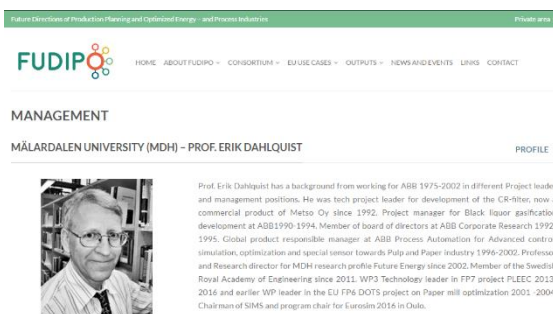 Future Directions of Production Planning and Optimized Energy – and Process Industries
Private area
FUDIPO
HOME ABOUT FUDIPO CONSORTIUM EU USE CASES OUTPUTS NEWS AND EVENTS LINKS CONTACT
MANAGEMENT
MÄLARDALEN UNIVERSITY (MDH) – PROF. ERIK DAHLQUIST
PROFILE
Prof. Erik Dahlquist has a background from working for ABB 1975-2002 in different Project leade
and management positions. He was tech project leader for development of the CR-filter, now
commercial product of Metso Oy since 1992. Project manager for Black liquor gasification
development at ABB1990-1994. Member of board of directors at ABB Corporate Research 1992
1995. Global product responsible manager at ABB Process Automation for Advanced control
simulation, optimization and special sensor towards Pulp and Paper Industry 1996-2002. Professo
and Research director for MDH research profile Future Energy since 2002. Member of the Swedish
Royal Academy of Engineering since 2011. WP3 Technology leader in FP7 project PLEEC 2013
2016 and earlier WP leader in the EU FP6 DOTS project on Paper mill optimization 2001 -2004
Chairman of SIMS and program chair for Eurosim 2016 in Oulo.